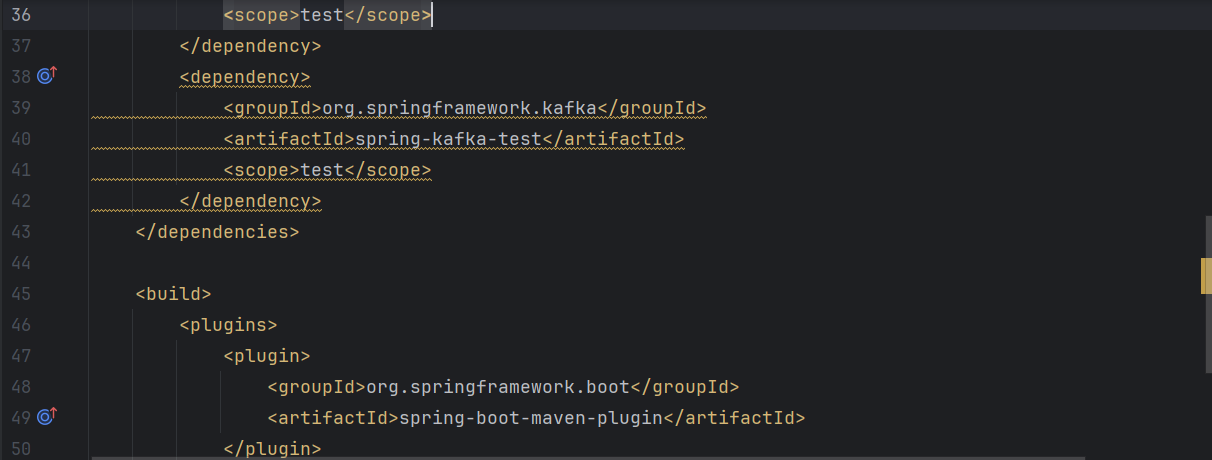 36 <scope>test</scope>
37 </dependency>
38 <dependency>
39 <groupId>org.springframework.kafka</groupId>
40 <artifactId>spring-kafka-test</artifactId>
41 <scope>test</scope>
42 </dependency>
43 </dependencies>
44
45 <build>
46 <plugins>
47 <plugin>
48 <groupId>org.springframework.boot</groupId>
49 <artifactId>spring-boot-maven-plugin</artifactId>
50 </plugin>